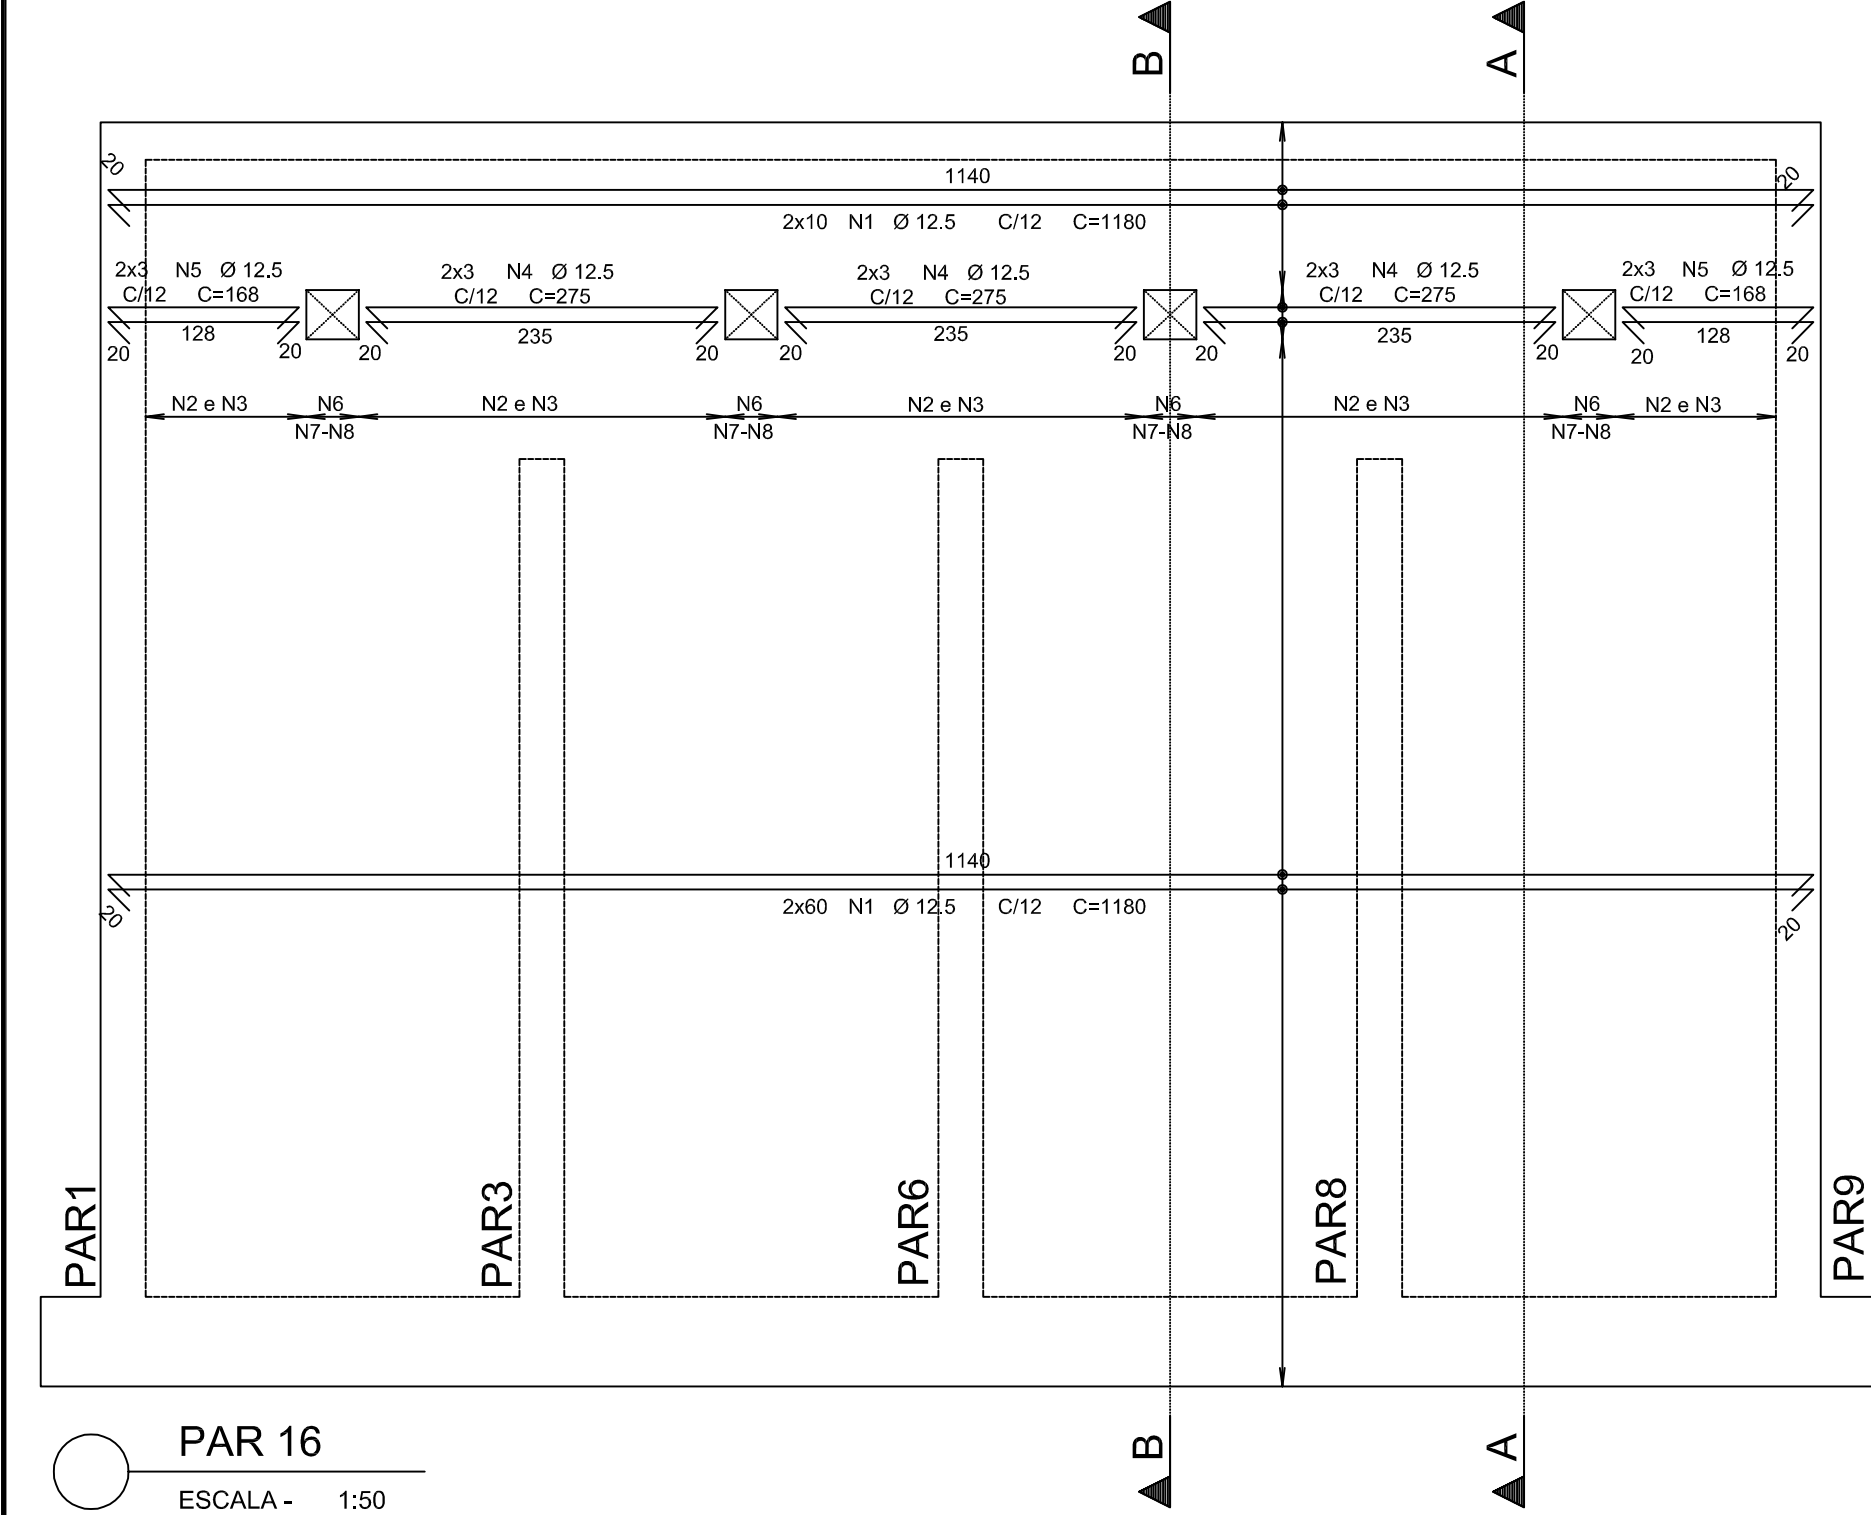 B
A
20
1140
20
2x10 N1 Ø 12.5 C/12 C=1180
2x3 N5 Ø 12.5
C/12 C=168
128
20
20
2x3 N4 Ø 12.5
C/12 C=275
235
20
20
2x3 N4 Ø 12.5
C/12 C=275
235
20
20
2x3 N4 Ø 12.5
C/12 C=275
235
20
20
2x3 N5 Ø 12.5
C/12 C=168
128
20
20
N2 e N3
N6
N7-N8
N2 e N3
N6
N7-N8
N2 e N3
N6
N7-N8
N2 e N3
N6
N7-N8
N2 e N3
1140
20
2x60 N1 Ø 12.5 C/12 C=1180
20
PAR1
PAR3
PAR6
PAR8
PAR9
B
A
PAR 16
ESCALA - 1:50